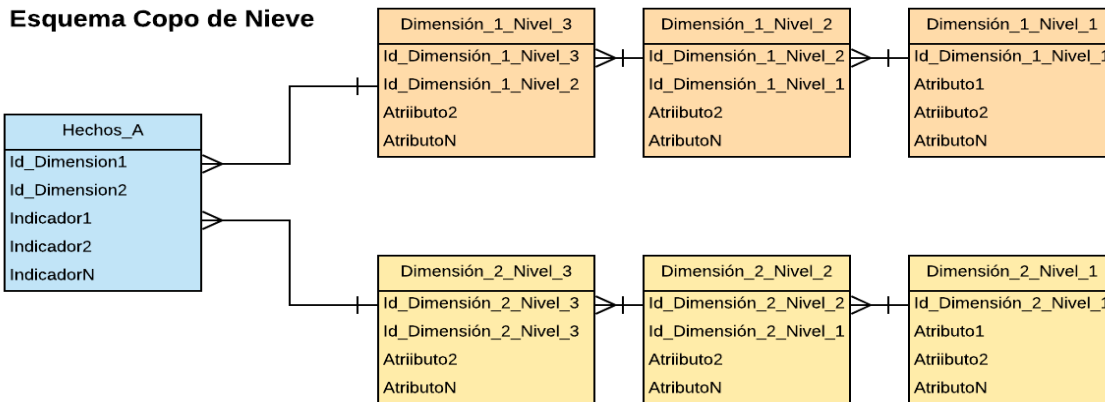 Esquema Copo de Nieve
Hechos_A
Id_Dimension1
Id_Dimension2
Indicador1
Indicador2
IndicadorN
Dimensión_1_Nivel_3
Id_Dimensión_1_Nivel_3
Id_Dimensión_1_Nivel_2
Atriibuto2
AtributoN
Dimensión_1_Nivel_2
Id_Dimensión_1_Nivel_2
Id_Dimensión_1_Nivel_1
Atriibuto2
AtributoN
Dimensión_1_Nivel_1
Id_Dimensión_1_Nivel_1
Atributo1
Atriibuto2
AtributoN
Dimensión_2_Nivel_3
Id_Dimensión_2_Nivel_3
Id_Dimensión_2_Nivel_3
Atriibuto2
AtributoN
Dimensión_2_Nivel_2
Id_Dimensión_2_Nivel_2
Id_Dimensión_2_Nivel_1
Atriibuto2
AtributoN
Dimensión_2_Nivel_1
Id_Dimensión_2_Nivel_1
Atributo1
Atriibuto2
AtributoN